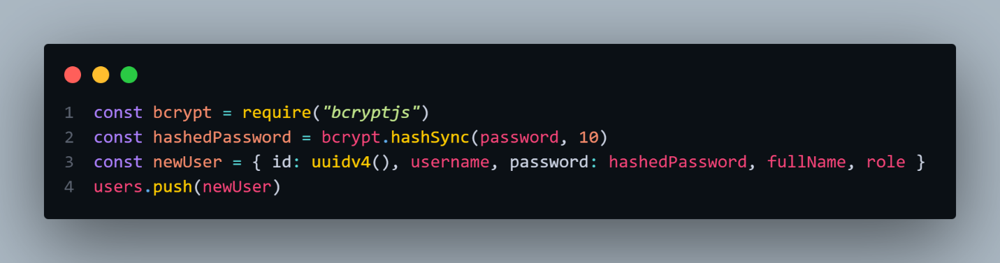 1 const bcrypt = require("bcryptjs")
2 const hashedPassword = bcrypt.hashSync(password, 10)
3 const newUser = { id: uuidv4(), username, password: hashedPassword, fullName, role }
4 users.push(newUser)